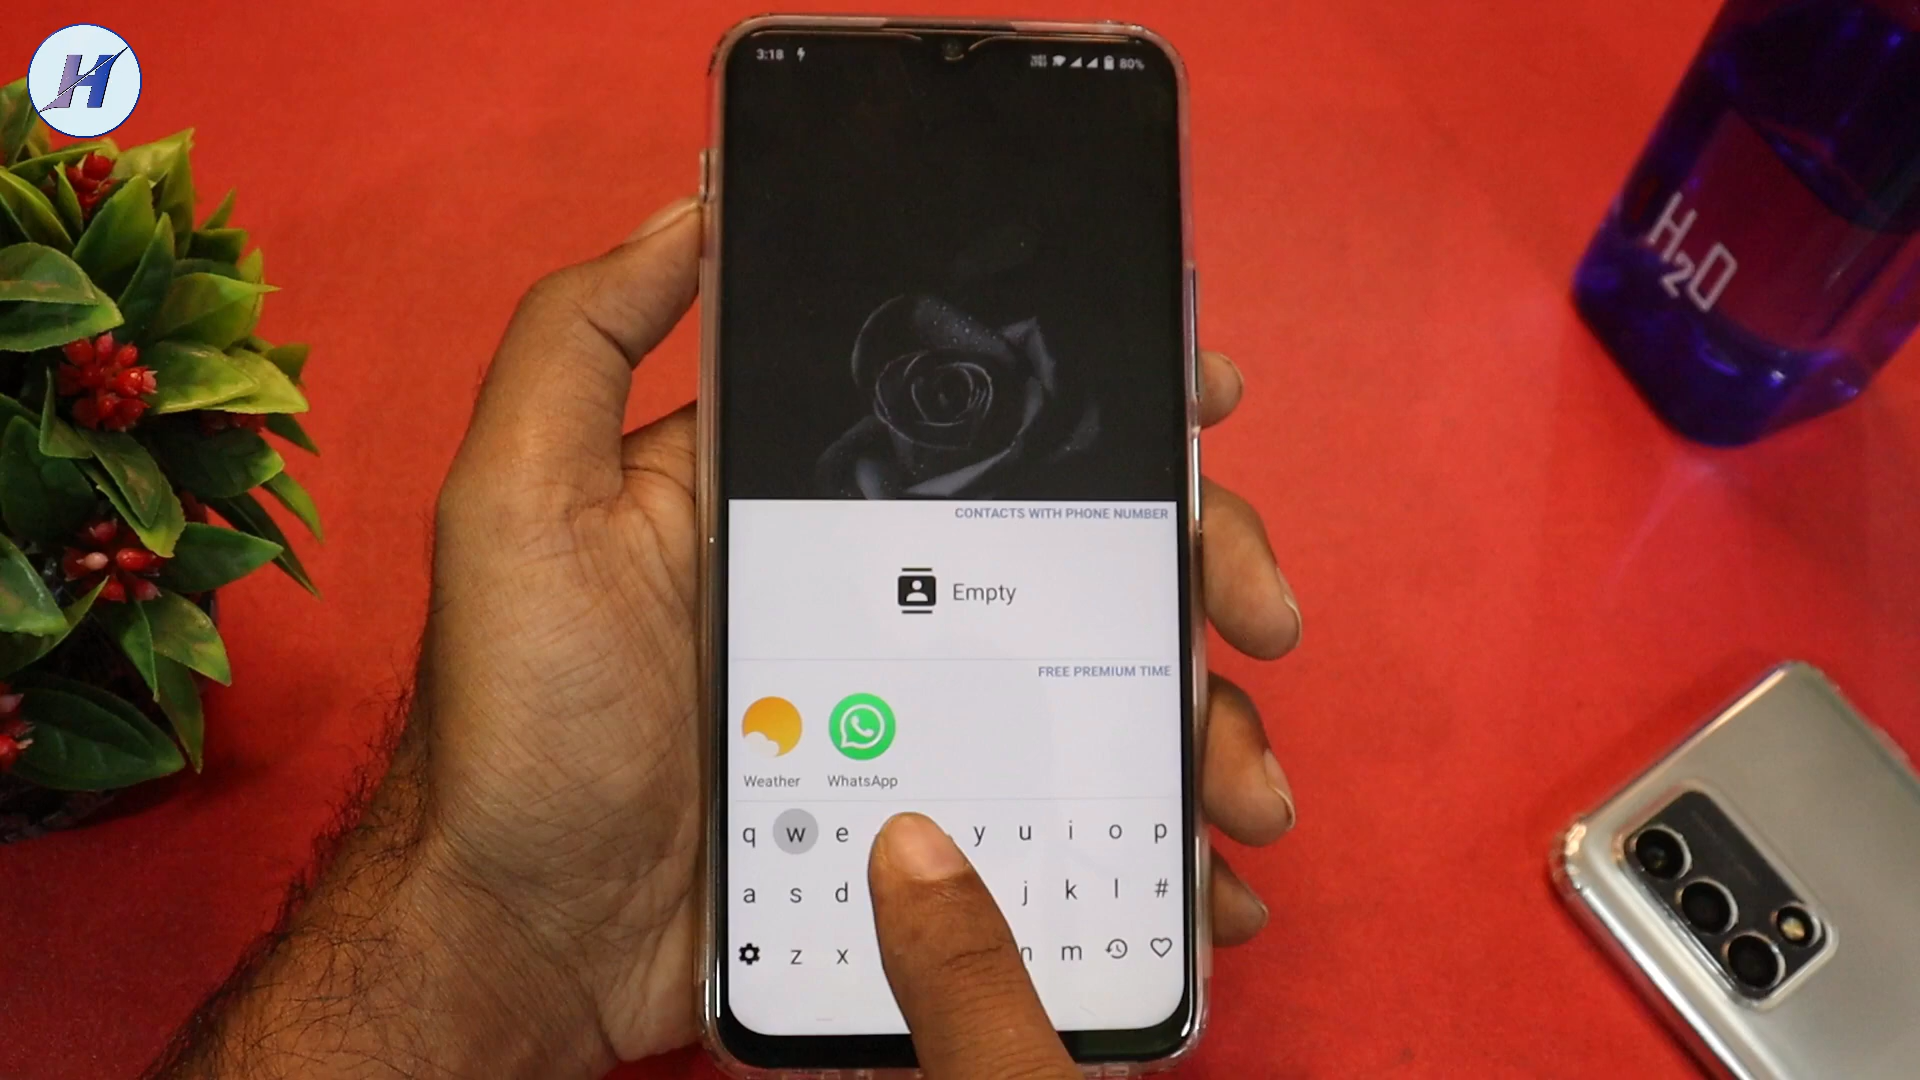 H
3:18
80%
H2O
CONTACTS WITH PHONE NUMBER
Empty
FREE PREMIUM TIME
Weather WhatsApp
q w e y u i o p
a s d j k l #
z x n m